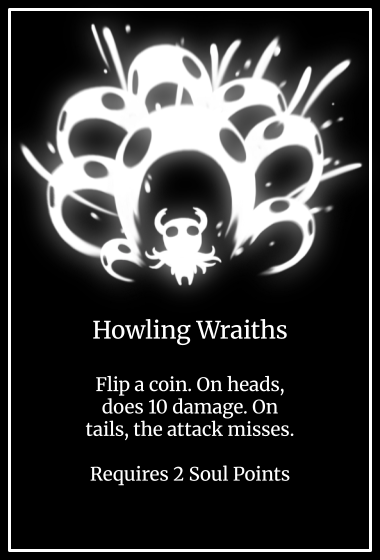 Howling Wraiths
Flip a coin. On heads,
does 10 damage. On
tails, the attack misses.
Requires 2 Soul Points